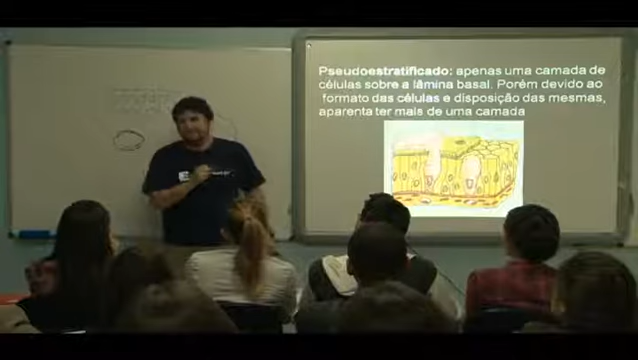 Pseudoestratificado: apenas uma camada de
células sobre a lâmina basal. Porém devido ao
formato das células e disposição das mesmas,
aparenta ter mais de uma camada